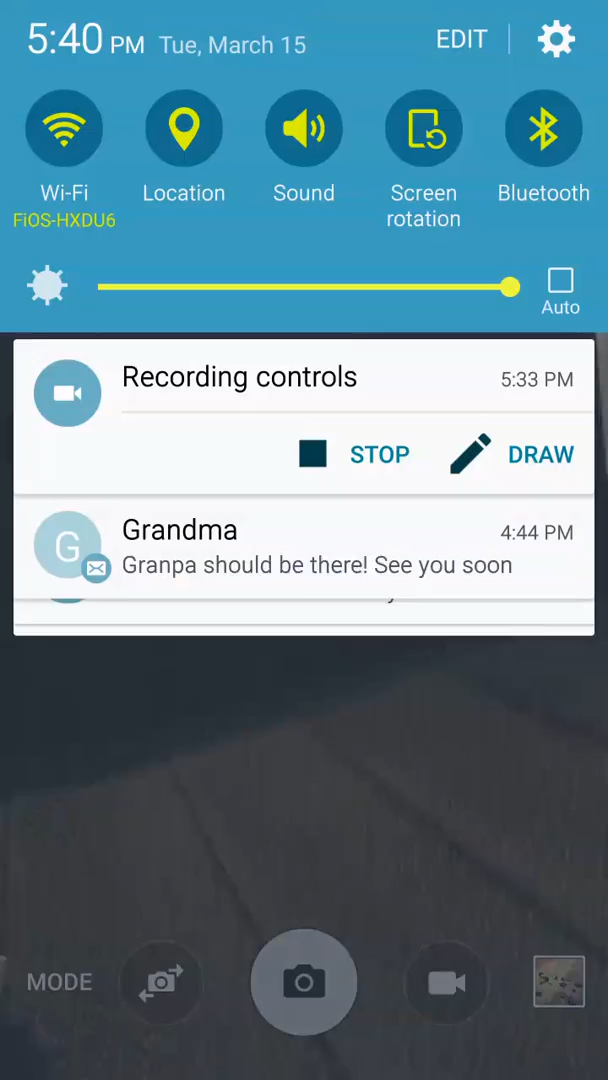 5:40 PM Tue, March 15 EDIT
Wi-Fi Location Sound Screen rotation Bluetooth
FiOS-HXDU6
Auto
Recording controls 5:33 PM
STOP DRAW
G Grandma 4:44 PM
Granpa should be there! See you soon
MODE